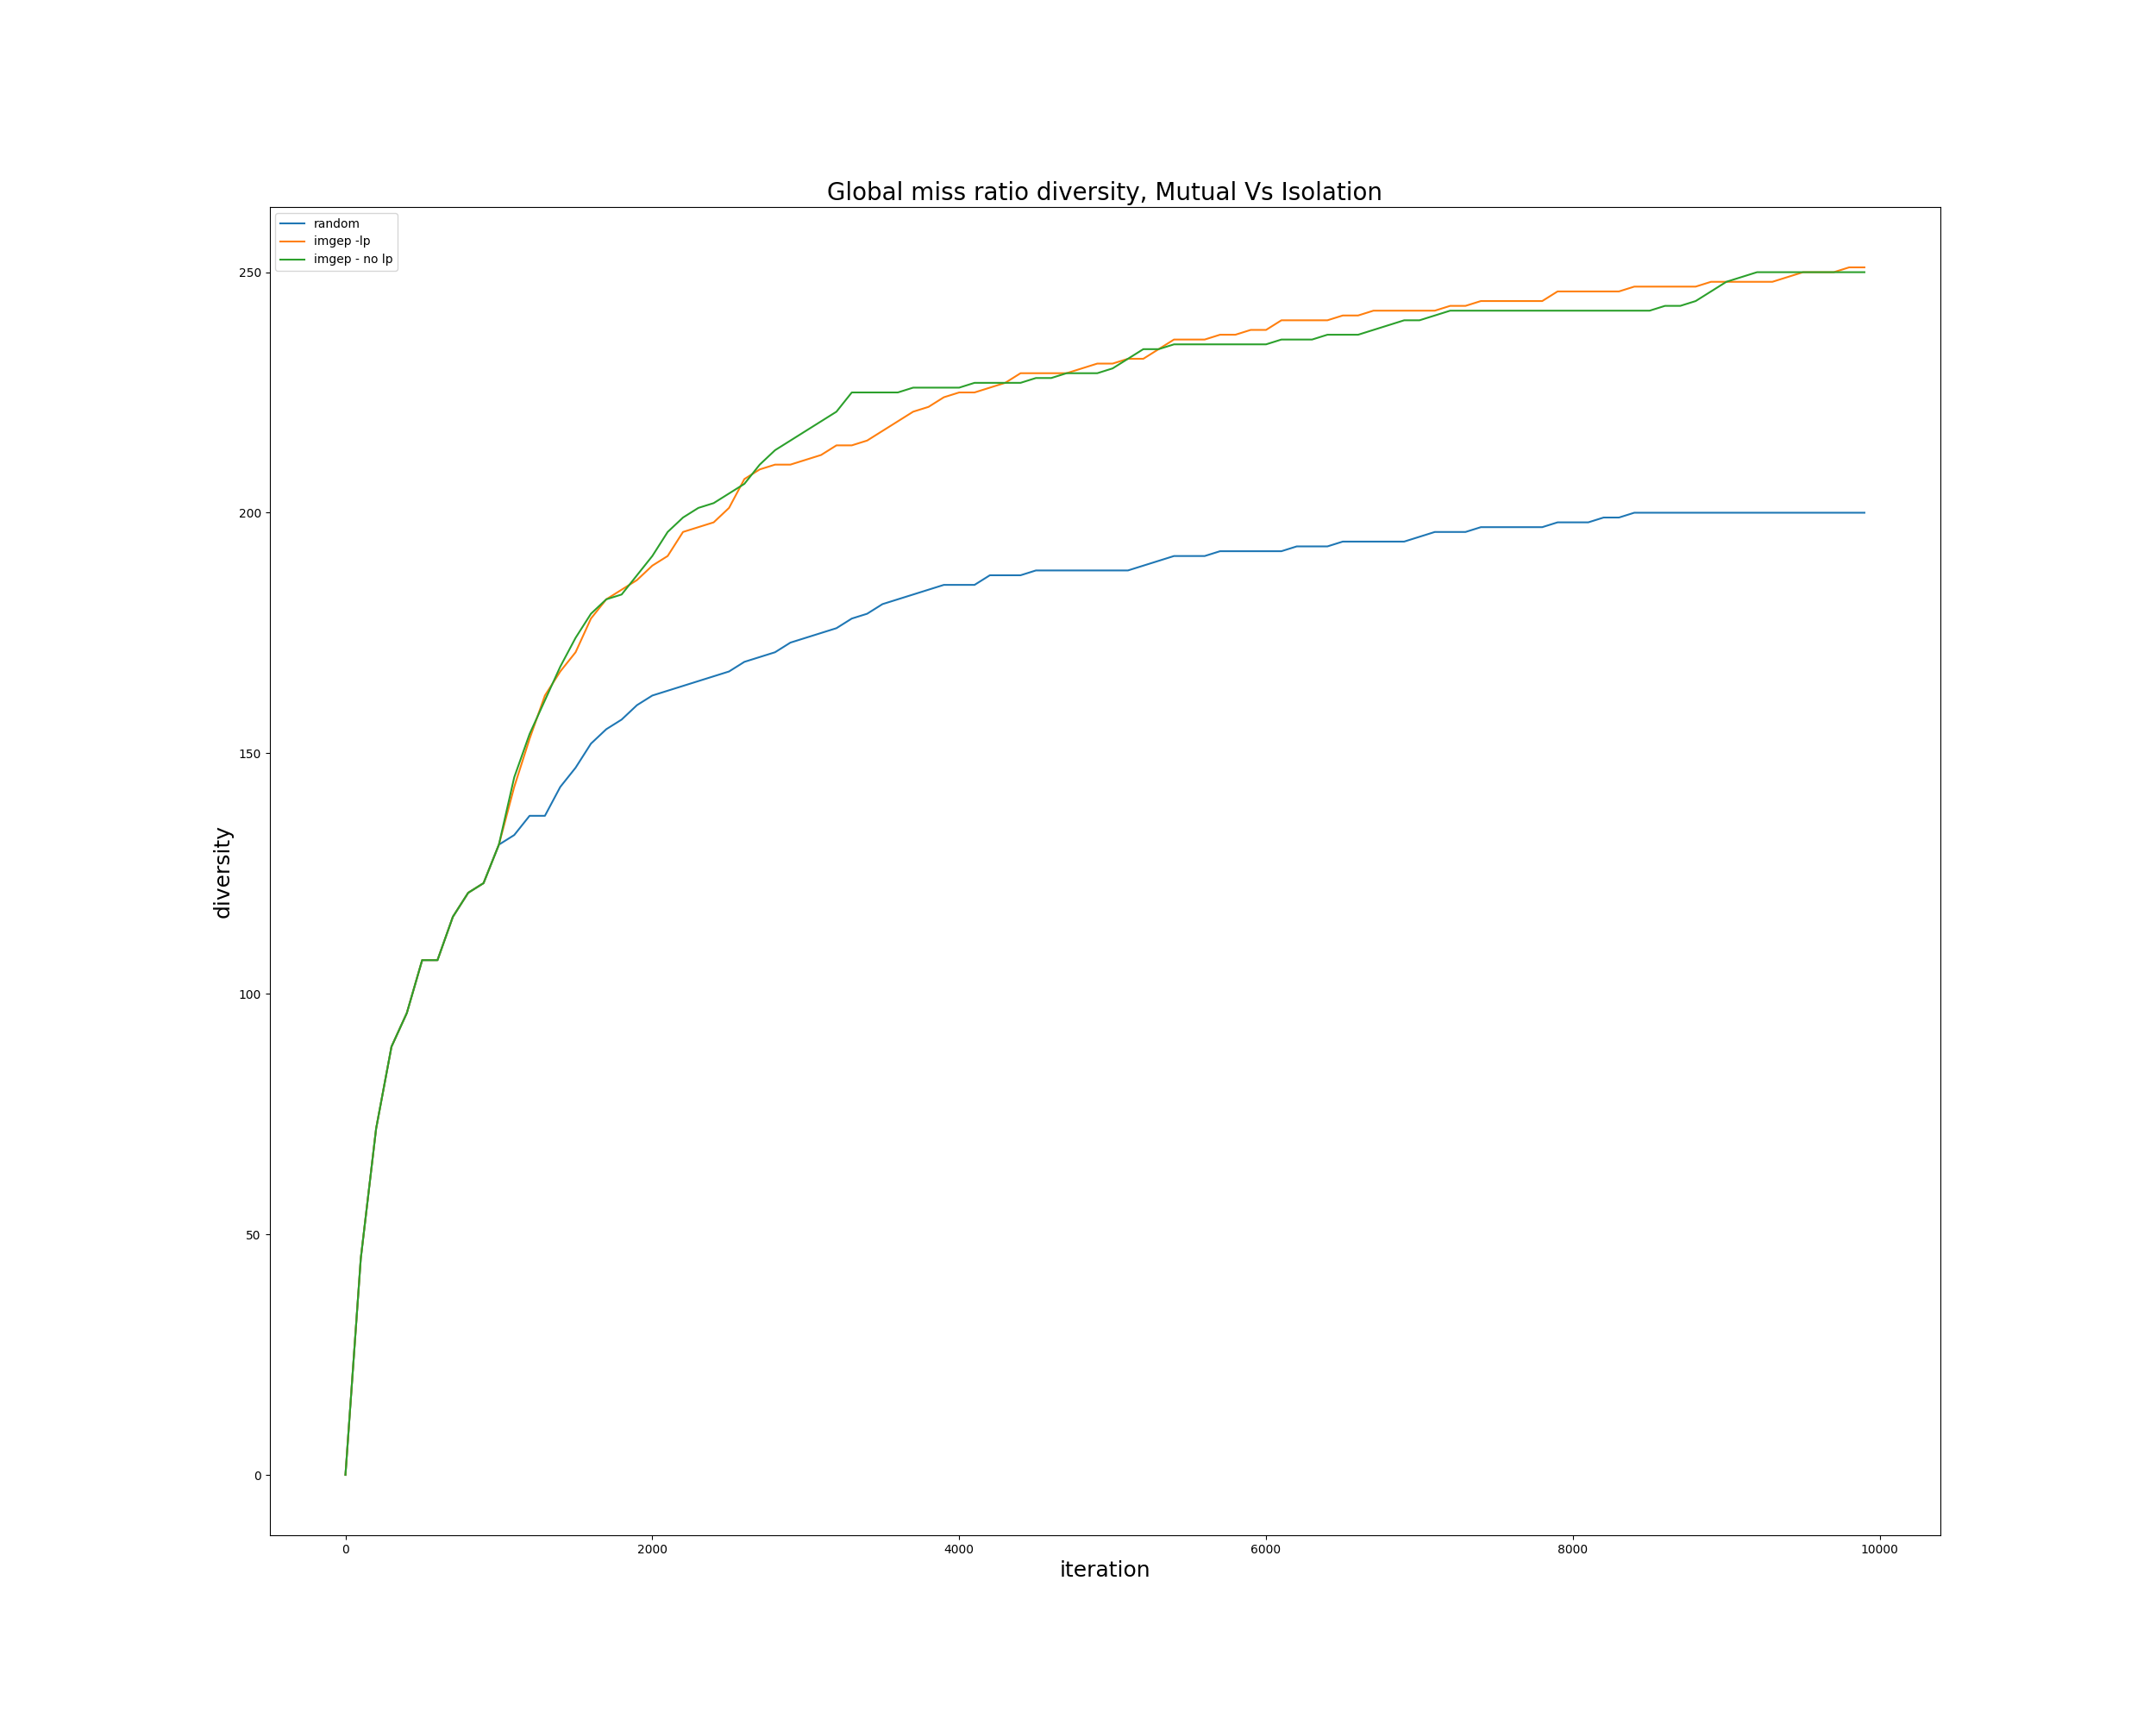 Global miss ratio diversity, Mutual Vs Isolation
random
imgep -lp
imgep - no lp
250
200
150
100
50
0
diversity
0 2000 4000 6000 8000 10000
iteration